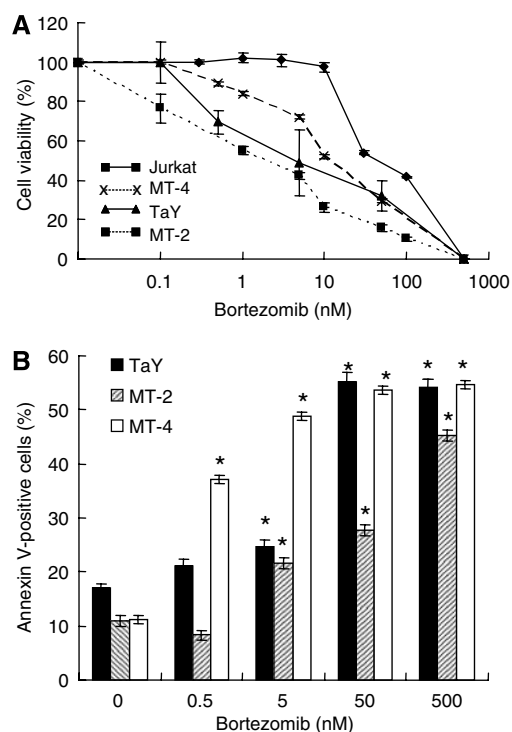 A
Cell viability (%)
120
100
80
60
40
20
0
Jurkat
MT-4
TaY
MT-2
0.1 1 10 100 1000
Bortezomib (nM)
B
Annexin V-positive cells (%)
60
50
40
30
20
10
0
TaY
MT-2
MT-4
* * * * * * * * *
0 0.5 5 50 500
Bortezomib (nM)